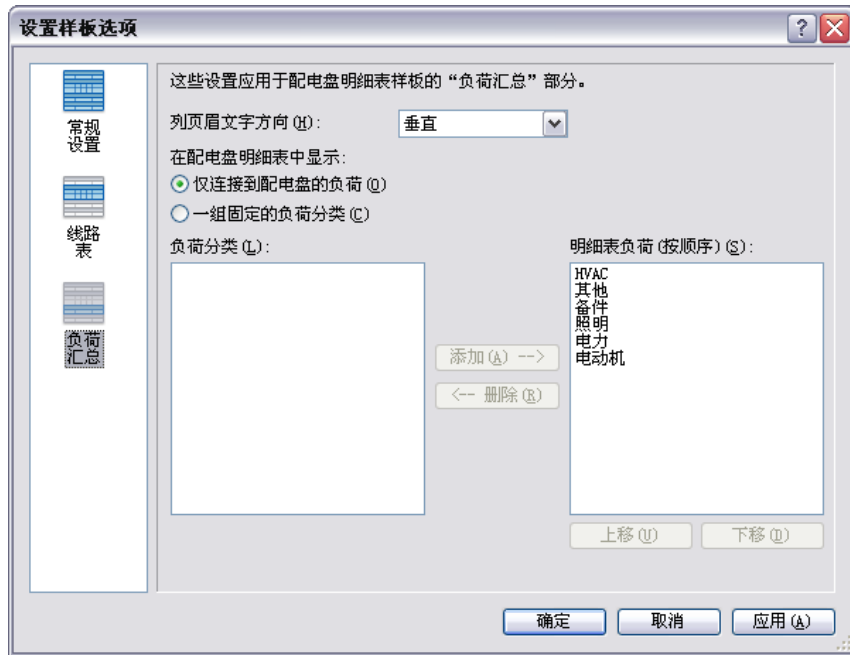 设置样板选项
常规
设置
线路
表
负荷
汇总
这些设置应用于配电盘明细表样板的“负荷汇总”部分。
列页眉文字方向(H): 垂直
在配电盘明细表中显示:
仅连接到配电盘的负荷(O)
一组固定的负荷分类(C)
负荷分类(L):
添加(A) -->
<-- 删除(R)
明细表负荷(按顺序)(S):
HVAC
其他
备件
照明
电力
电动机
上移(U) 下移(D)
确定 取消 应用(A)